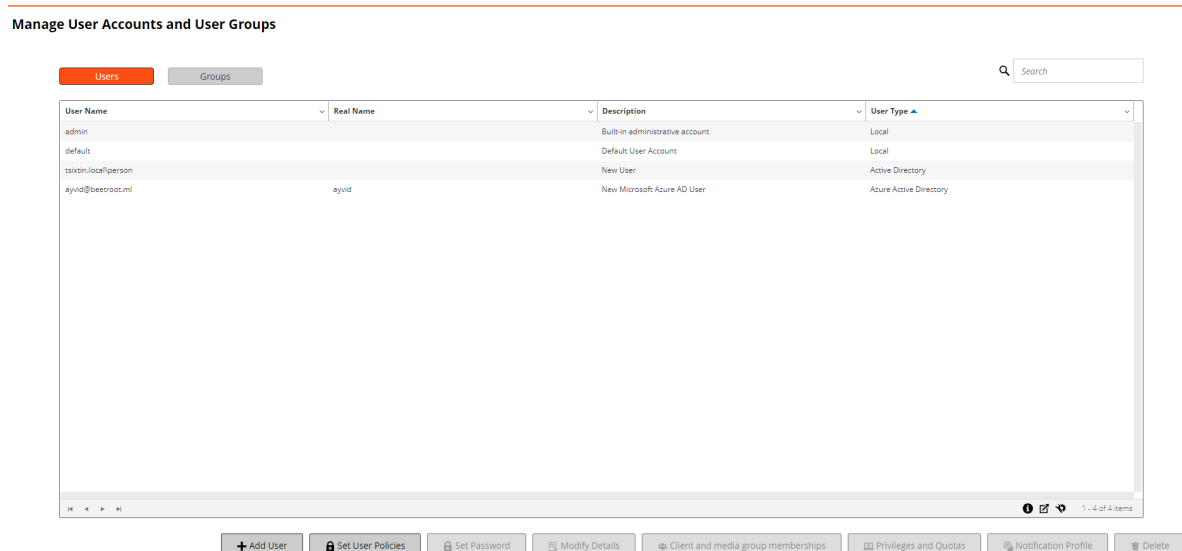 Manage User Accounts and User Groups
Users Groups Search
User Name Real Name Description User Type
admin Built-in administrative account Local
default Default User Account Local
tsixtin.local\person New User Active Directory
ayvid@beetroot.ml ayvid New Microsoft Azure AD User Azure Active Directory
1 - 4 of 4 items
Add User Set User Policies Set Password Modify Details Client and media group memberships Privileges and Quotas Notification Profile Delete